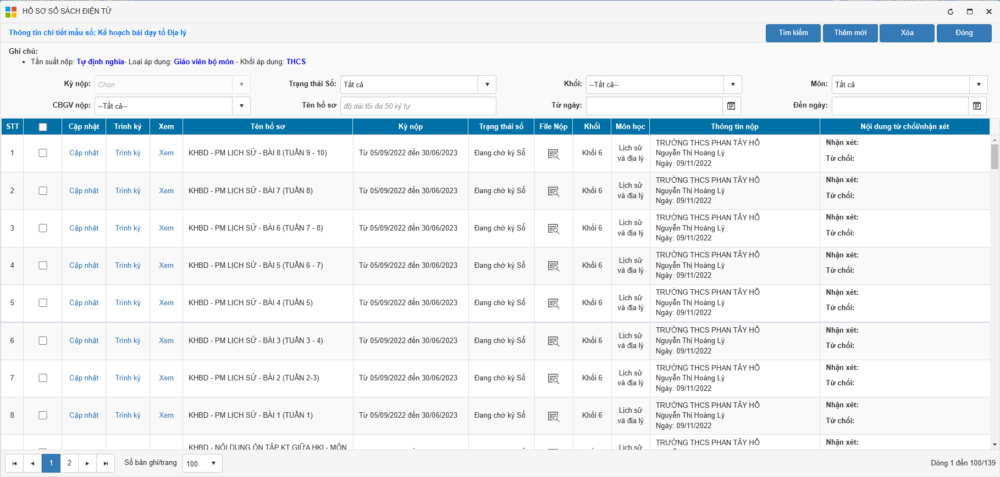 HỒ SƠ SỔ SÁCH ĐIỆN TỬ
Thông tin chi tiết mẫu sổ: Kế hoạch bài dạy tổ Địa lý
Tìm kiếm Thêm mới Xóa Đóng
Ghi chú:
• Tần suất nộp: Tự định nghĩa- Loại áp dụng: Giáo viên bộ môn - Khối áp dụng: THCS
Kỳ nộp: Chọn Trạng thái Sổ: Tất cả Khối: --Tất cả-- Môn: Tất cả
CBGV nộp: --Tất cả-- Tên hồ sơ độ dài tối đa 50 ký tự Từ ngày: Đến ngày:
STT Cập nhật Trình ký Xem Tên hồ sơ Kỳ nộp Trạng thái sổ File Nộp Khối Môn học Thông tin nộp Nội dung từ chối/nhận xét
TRƯỜNG THCS PHAN TÂY HỒ Nhận xét:
1 Cập nhật Trình ký Xem KHBD - PM LỊCH SỬ - BÀI 8 (TUẦN 9 - 10) Từ 05/09/2022 đến 30/06/2023 Đang chờ ký Sổ Khối 6 Lịch sử và địa lý Nguyễn Thị Hoàng Lý
Ngày: 09/11/2022 Từ chối:
TRƯỜNG THCS PHAN TÂY HỒ Nhận xét:
2 Cập nhật Trình ký Xem KHBD - PM LỊCH SỬ - BÀI 7 (TUẦN 8) Từ 05/09/2022 đến 30/06/2023 Đang chờ ký Sổ Khối 6 Lịch sử và địa lý Nguyễn Thị Hoàng Lý
Ngày: 09/11/2022 Từ chối:
TRƯỜNG THCS PHAN TÂY HỒ Nhận xét:
3 Cập nhật Trình ký Xem KHBD - PM LỊCH SỬ - BÀI 6 (TUẦN 7 - 8) Từ 05/09/2022 đến 30/06/2023 Đang chờ ký Sổ Khối 6 Lịch sử và địa lý Nguyễn Thị Hoàng Lý
Ngày: 09/11/2022 Từ chối:
TRƯỜNG THCS PHAN TÂY HỒ Nhận xét:
4 Cập nhật Trình ký Xem KHBD - PM LỊCH SỬ - BÀI 5 (TUẦN 6 - 7) Từ 05/09/2022 đến 30/06/2023 Đang chờ ký Sổ Khối 6 Lịch sử và địa lý Nguyễn Thị Hoàng Lý
Ngày: 09/11/2022 Từ chối:
TRƯỜNG THCS PHAN TÂY HỒ Nhận xét:
5 Cập nhật Trình ký Xem KHBD - PM LỊCH SỬ - BÀI 4 (TUẦN 5) Từ 05/09/2022 đến 30/06/2023 Đang chờ ký Sổ Khối 6 Lịch sử và địa lý Nguyễn Thị Hoàng Lý
Ngày: 09/11/2022 Từ chối:
TRƯỜNG THCS PHAN TÂY HỒ Nhận xét:
6 Cập nhật Trình ký Xem KHBD - PM LỊCH SỬ - BÀI 3 (TUẦN 3 - 4) Từ 05/09/2022 đến 30/06/2023 Đang chờ ký Sổ Khối 6 Lịch sử và địa lý Nguyễn Thị Hoàng Lý
Ngày: 09/11/2022 Từ chối:
TRƯỜNG THCS PHAN TÂY HỒ Nhận xét:
7 Cập nhật Trình ký Xem KHBD - PM LỊCH SỬ - BÀI 2 (TUẦN 2-3) Từ 05/09/2022 đến 30/06/2023 Đang chờ ký Sổ Khối 6 Lịch sử và địa lý Nguyễn Thị Hoàng Lý
Ngày: 09/11/2022 Từ chối:
TRƯỜNG THCS PHAN TÂY HỒ Nhận xét:
8 Cập nhật Trình ký Xem KHBD - PM LỊCH SỬ - BÀI 1 (TUẦN 1) Từ 05/09/2022 đến 30/06/2023 Đang chờ ký Sổ Khối 6 Lịch sử và địa lý Nguyễn Thị Hoàng Lý
Ngày: 09/11/2022 Từ chối:
TRƯỜNG THCS PHAN TÂY HỒ Nhận xét:
KHBD - NỘI DUNG ÔN TẬP KT GIỮA HKI - MÔN Lịch sử
1 2 Số bản ghi/trang 100 Dòng 1 đến 100/139